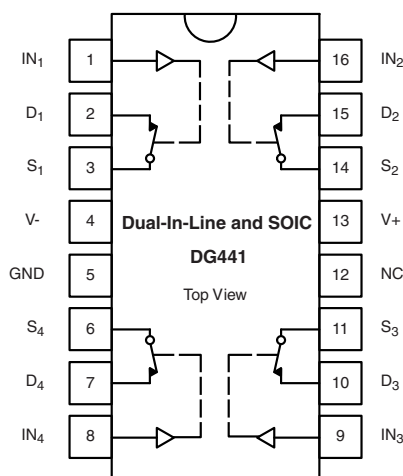 IN₁ 1 16 IN₂
D₁ 2 15 D₂
S₁ 3 14 S₂
V- 4 Dual-In-Line and SOIC 13 V+
DG441
GND 5 12 NC
Top View
S₄ 6 11 S₃
D₄ 7 10 D₃
IN₄ 8 9 IN₃